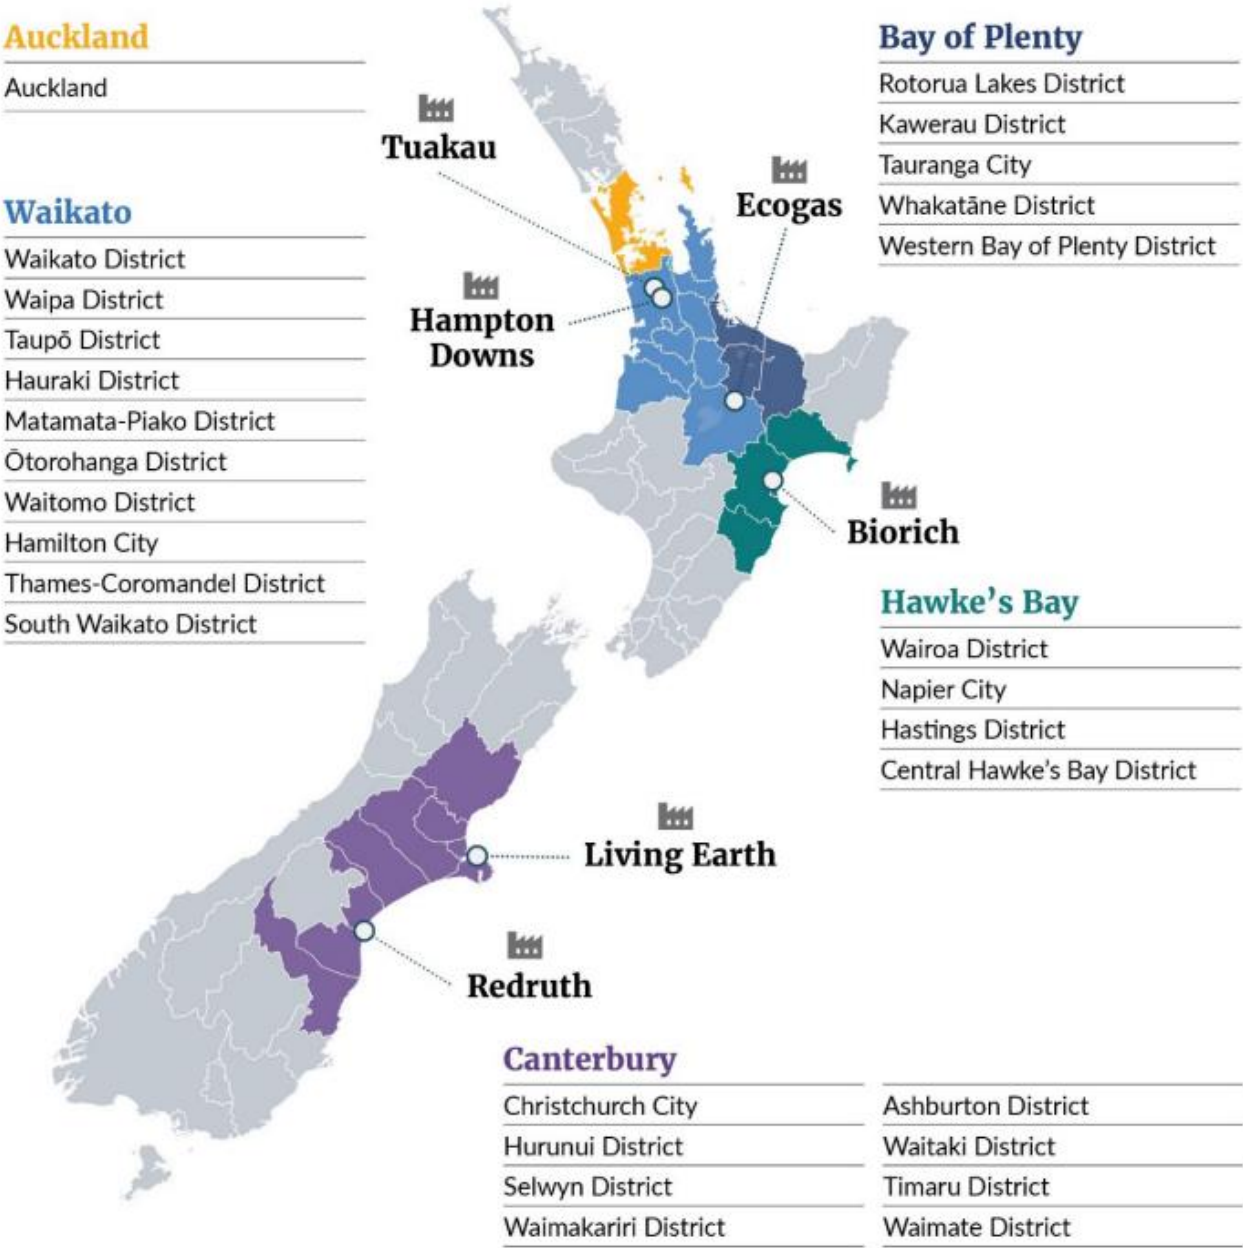 Auckland
Auckland
Waikato
Waikato District
Waipa District
Taupō District
Hauraki District
Matamata-Piako District
Ōtorohanga District
Waitomo District
Hamilton City
Thames-Coromandel District
South Waikato District
Tuakau
Hampton
Downs
Ecogas
Bay of Plenty
Rotorua Lakes District
Kawerau District
Tauranga City
Whakatāne District
Western Bay of Plenty District
Biorich
Hawke’s Bay
Wairoa District
Napier City
Hastings District
Central Hawke’s Bay District
Living Earth
Redruth
Canterbury
Christchurch City
Hurunui District
Selwyn District
Waimakariri District
Ashburton District
Waitaki District
Timaru District
Waimate District